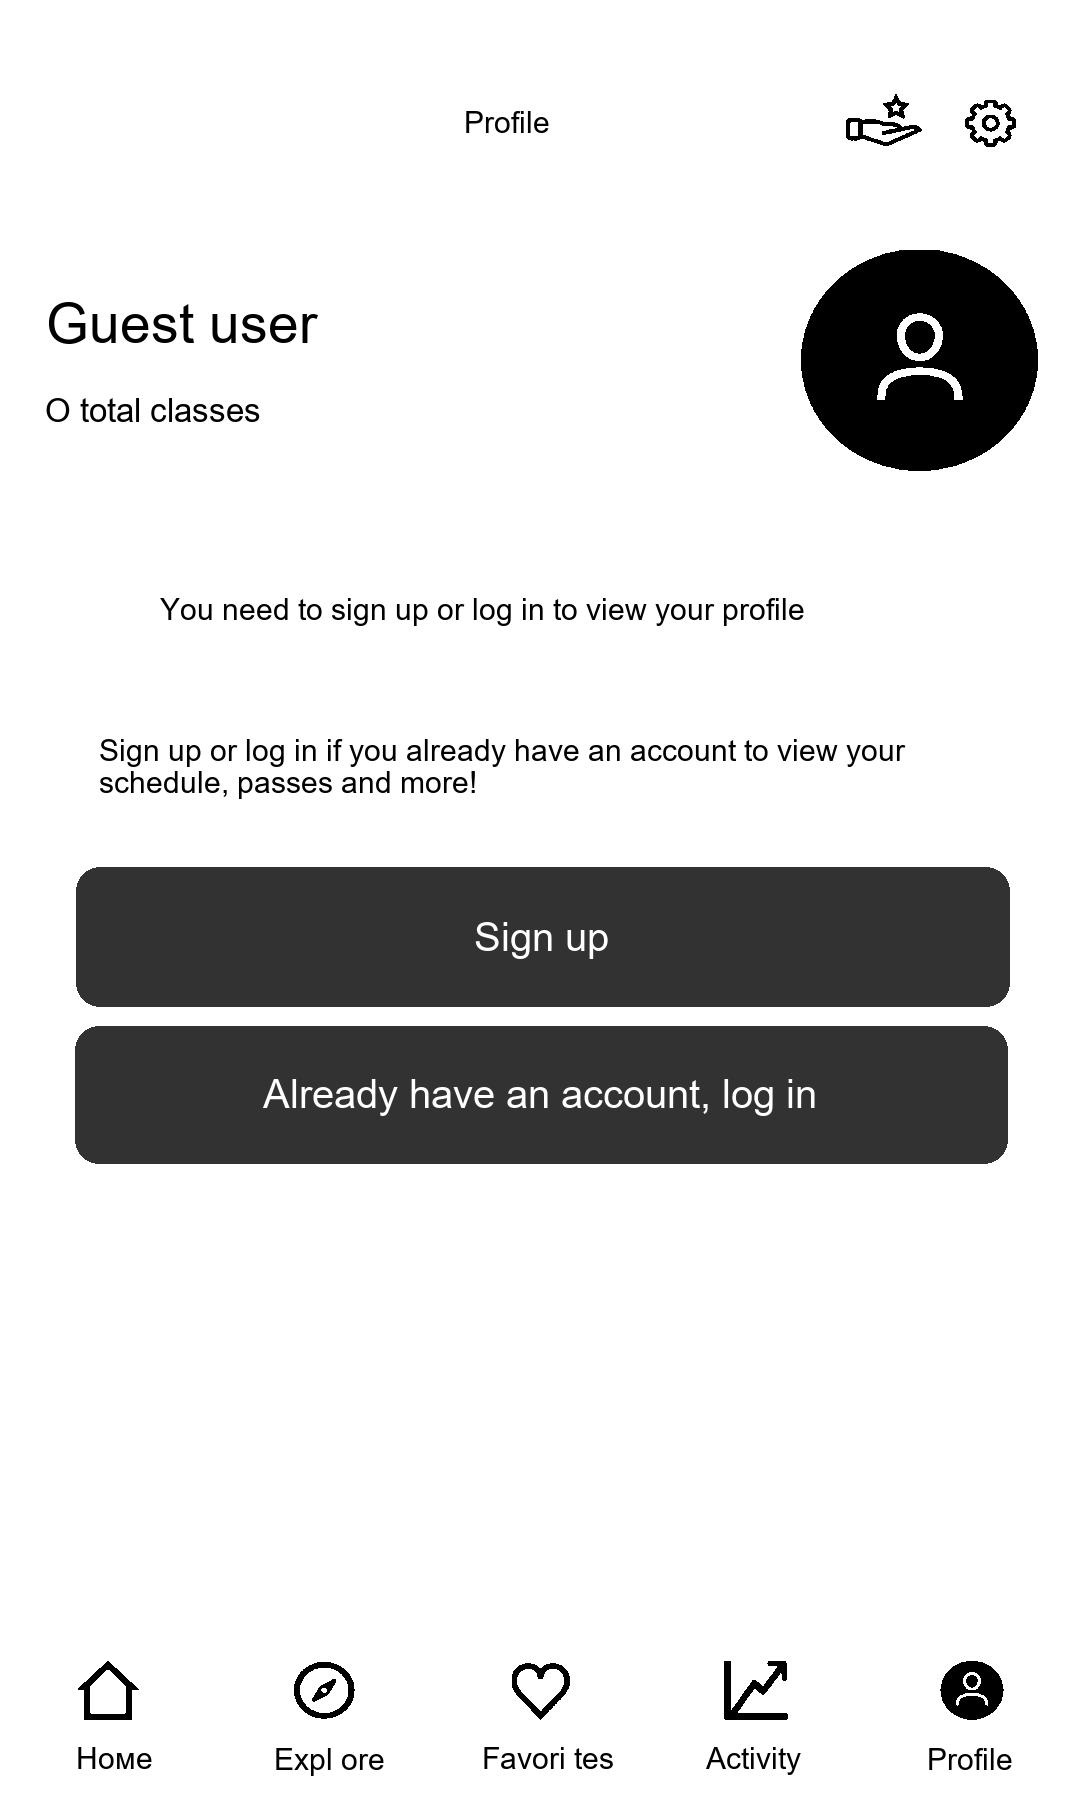 Profile
Guest user
O total classes
You need to sign up or log in to view your profile
Sign up or log in if you already have an account to view your
schedule, passes and more!
Sign up
Already have an account, log in
Hoмe
Expl ore
Favori tes
Activity
Profile